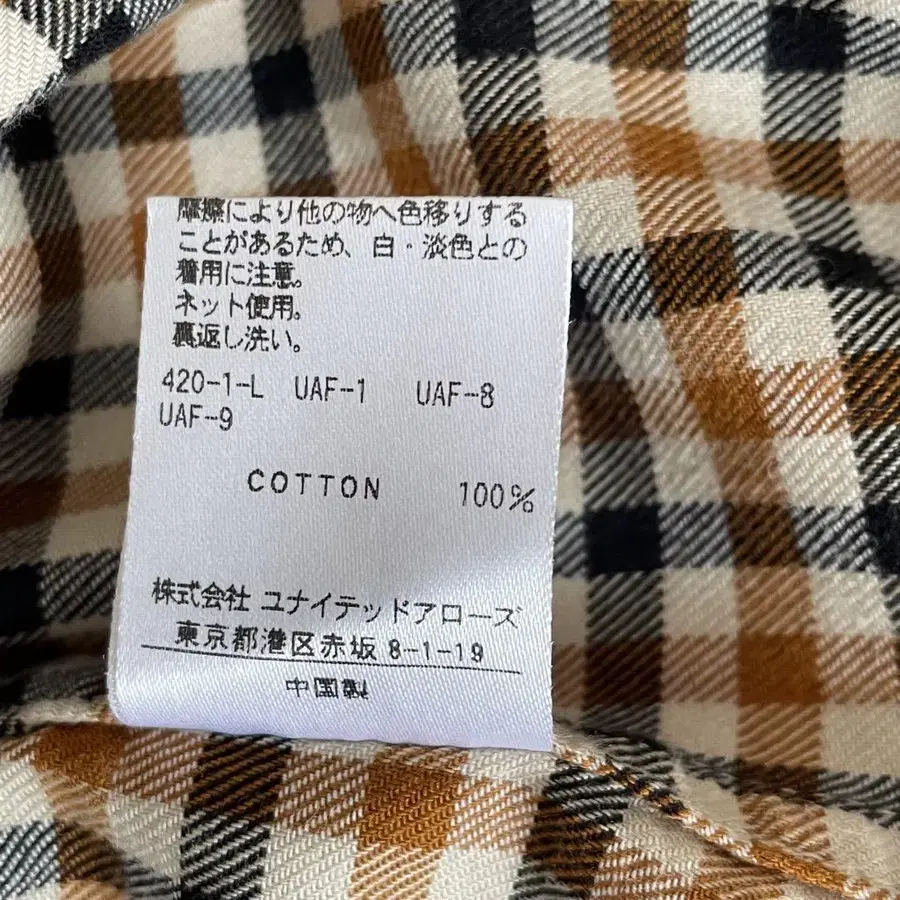 摩擦により他の物へ色移りする
ことがあるため、白・淡色との
着用に注意。
ネット使用。
裏返し洗い。
420-1-L UAF-1 UAF-8
UAF-9
COTTON 100%
株式会社 ユナイテッドアローズ
東京都港区赤坂 8-1-19
中国製